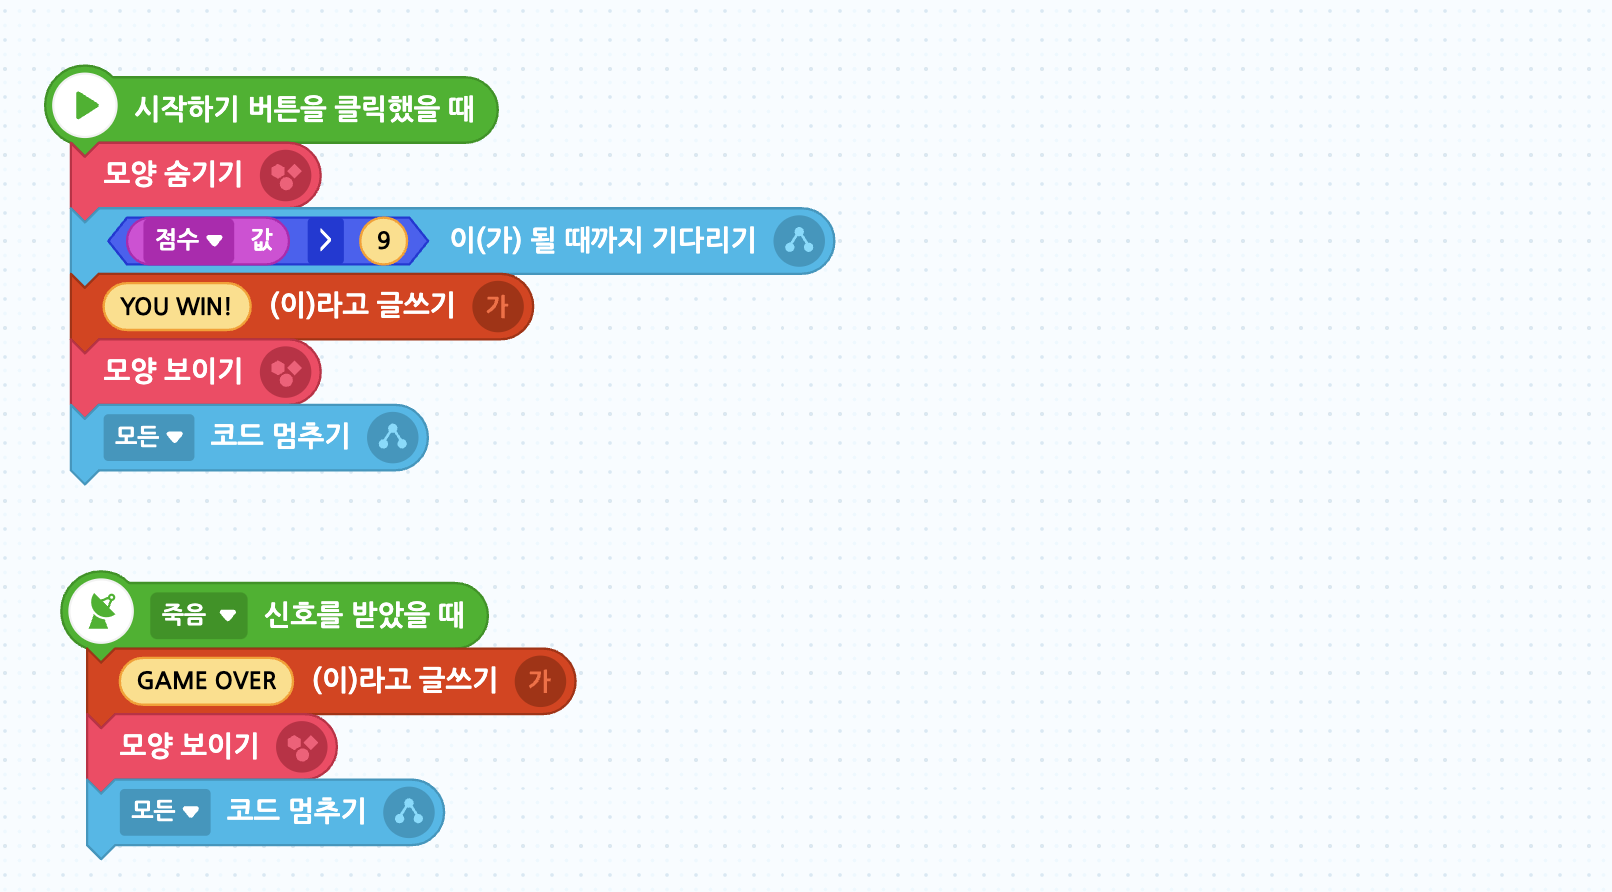 시작하기 버튼을 클릭했을 때
모양 숨기기
점수 값 > 9 이(가) 될 때까지 기다리기
YOU WIN! (이)라고 글쓰기 가
모양 보이기
모든 코드 멈추기
죽음 신호를 받았을 때
GAME OVER (이)라고 글쓰기 가
모양 보이기
모든 코드 멈추기